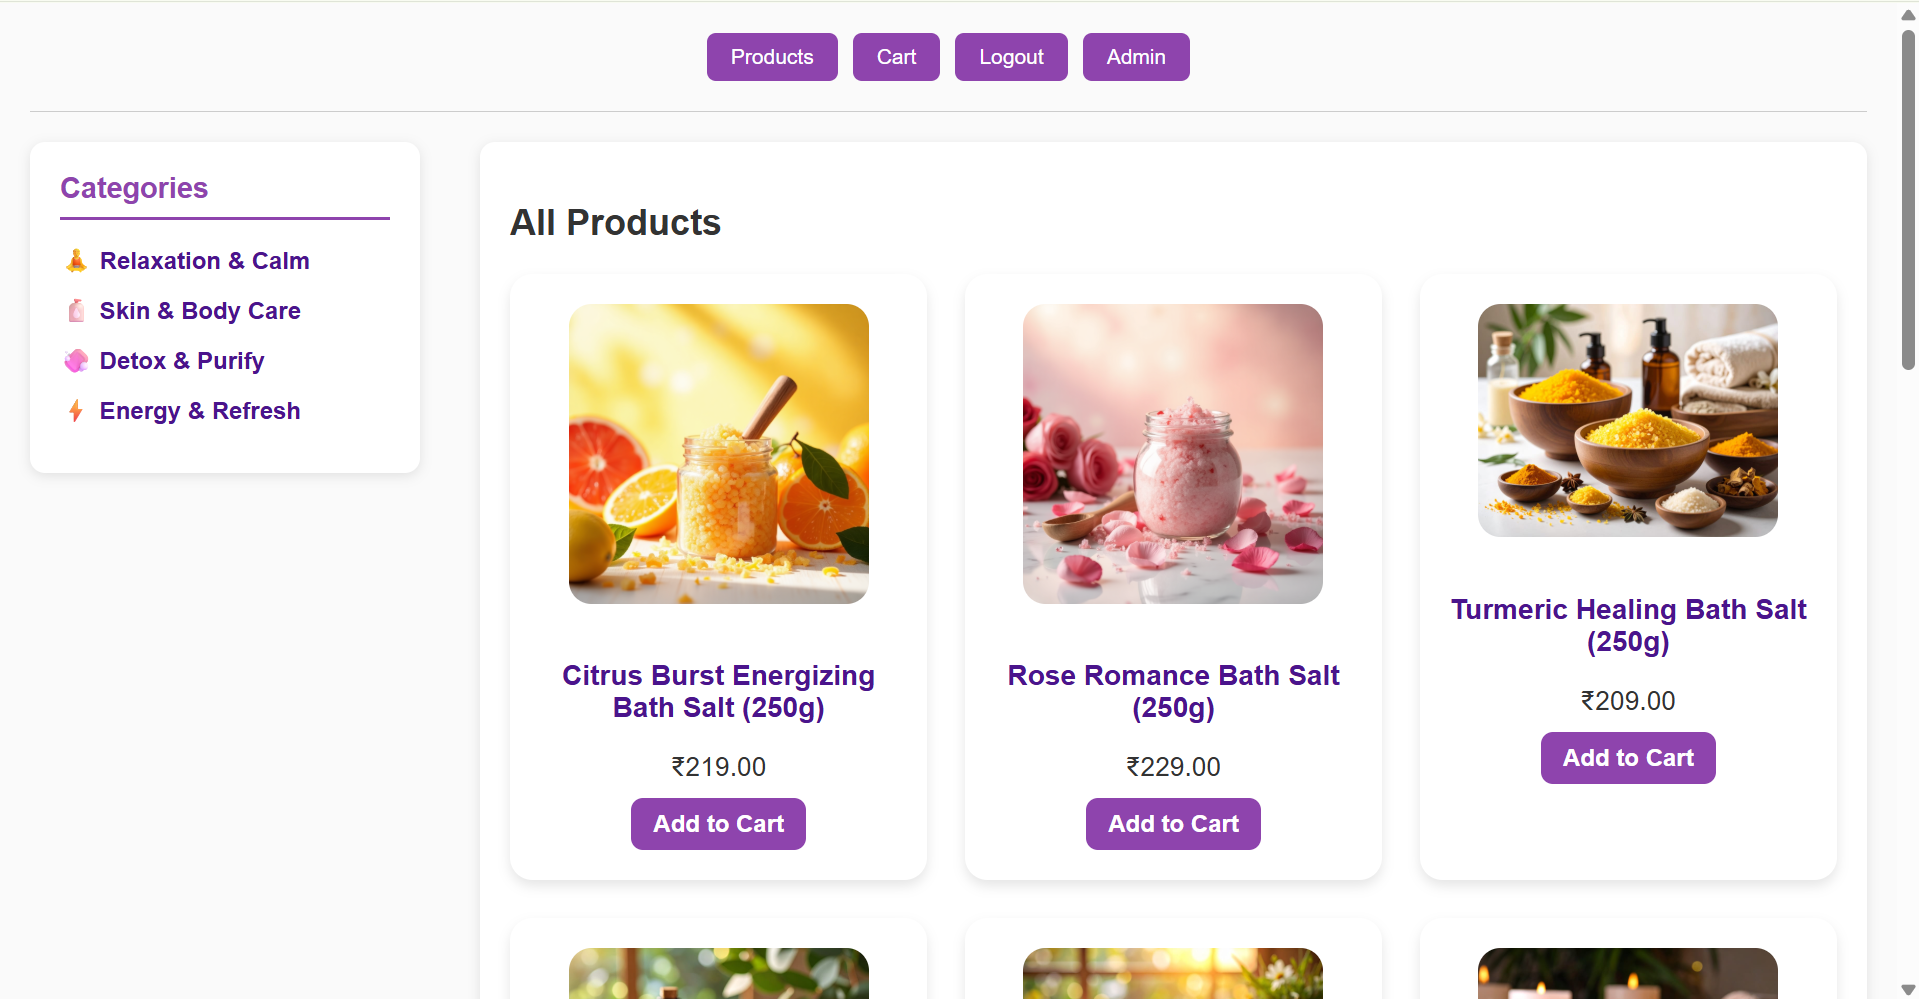 Products
Cart
Logout
Admin
Categories
Relaxation & Calm
Skin & Body Care
Detox & Purify
Energy & Refresh
All Products
Citrus Burst Energizing
Bath Salt (250g)
₹219.00
Add to Cart
Rose Romance Bath Salt
(250g)
₹229.00
Add to Cart
Turmeric Healing Bath Salt
(250g)
₹209.00
Add to Cart